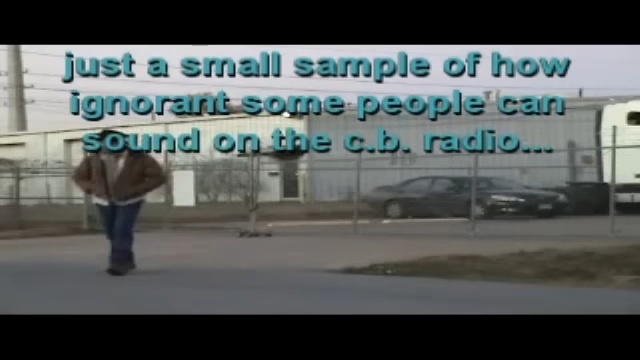 just a small sample of how
ignorant some people can
sound on the c.b. radio...